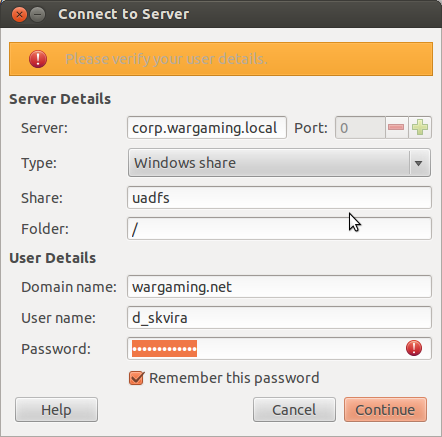 Connect to Server
Please verify your user details.
Server Details
Server: corp.wargaming.local Port: 0
Type: Windows share
Share: uadfs
Folder: /
User Details
Domain name: wargaming.net
User name: d_skvira
Password: •••••••••••••
Remember this password
Help Cancel Continue